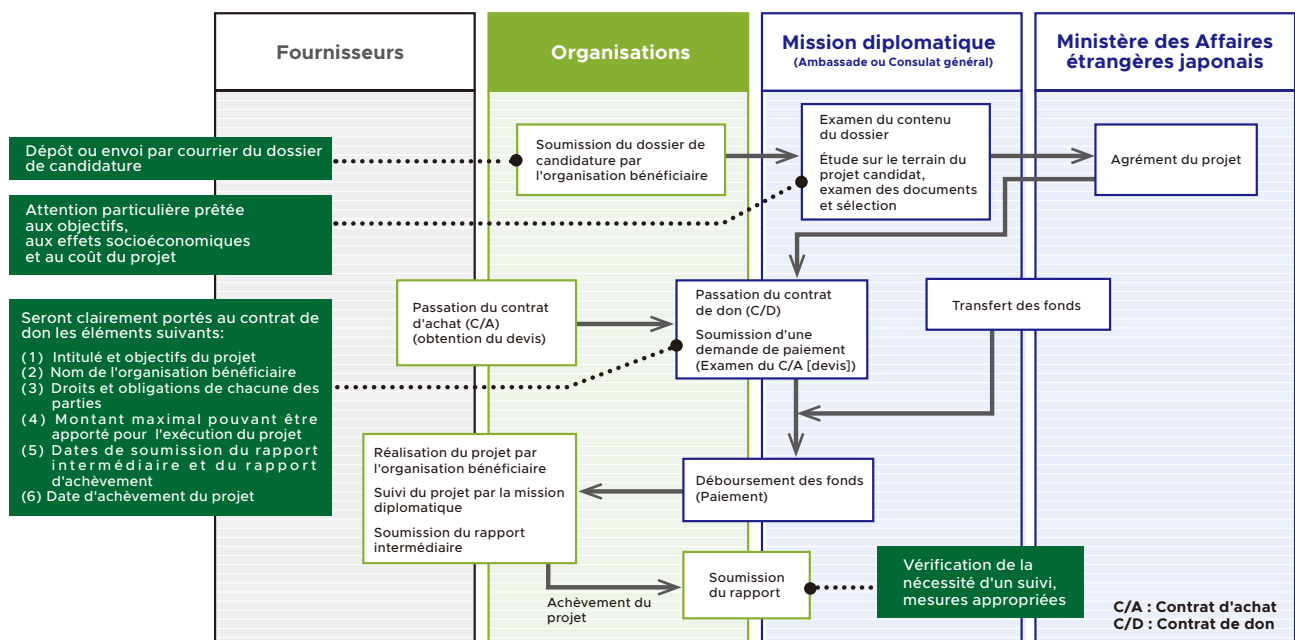 Fournisseurs
Organisations
Mission diplomatique
(Ambassade ou Consulat général)
Ministère des Affaires
étrangères japonais
Dépôt ou envoi par courrier du dossier
de candidature
Soumission du dossier de
candidature par
l'organisation bénéficiaire
Examen du contenu
du dossier
Étude sur le terrain du
projet candidat,
examen des documents
et sélection
Agrément du projet
Attention particulière prêtée
aux objectifs,
aux effets socioéconomiques
et au coût du projet
Seront clairement portés au contrat de
don les éléments suivants:
(1) Intitulé et objectifs du projet
(2) Nom de l'organisation bénéficiaire
(3) Droits et obligations de chacune des
parties
(4) Montant maximal pouvant être
apporté pour l'exécution du projet
(5) Dates de soumission du rapport
intermédiaire et du rapport
d'achèvement
(6) Date d'achèvement du projet
Passation du contrat
d'achat (C/A)
(obtention du devis)
Passation du contrat
de don (C/D)
Soumission d'une
demande de paiement
(Examen du C/A [devis])
Transfert des fonds
Réalisation du projet par
l'organisation bénéficiaire
Suivi du projet par la mission
diplomatique
Soumission du rapport
intermédiaire
Déboursement des fonds
(Paiement)
Achèvement du
projet
Soumission
du rapport
Vérification de la
nécessité d'un suivi,
mesures appropriées
C/A : Contrat d'achat
C/D : Contrat de don